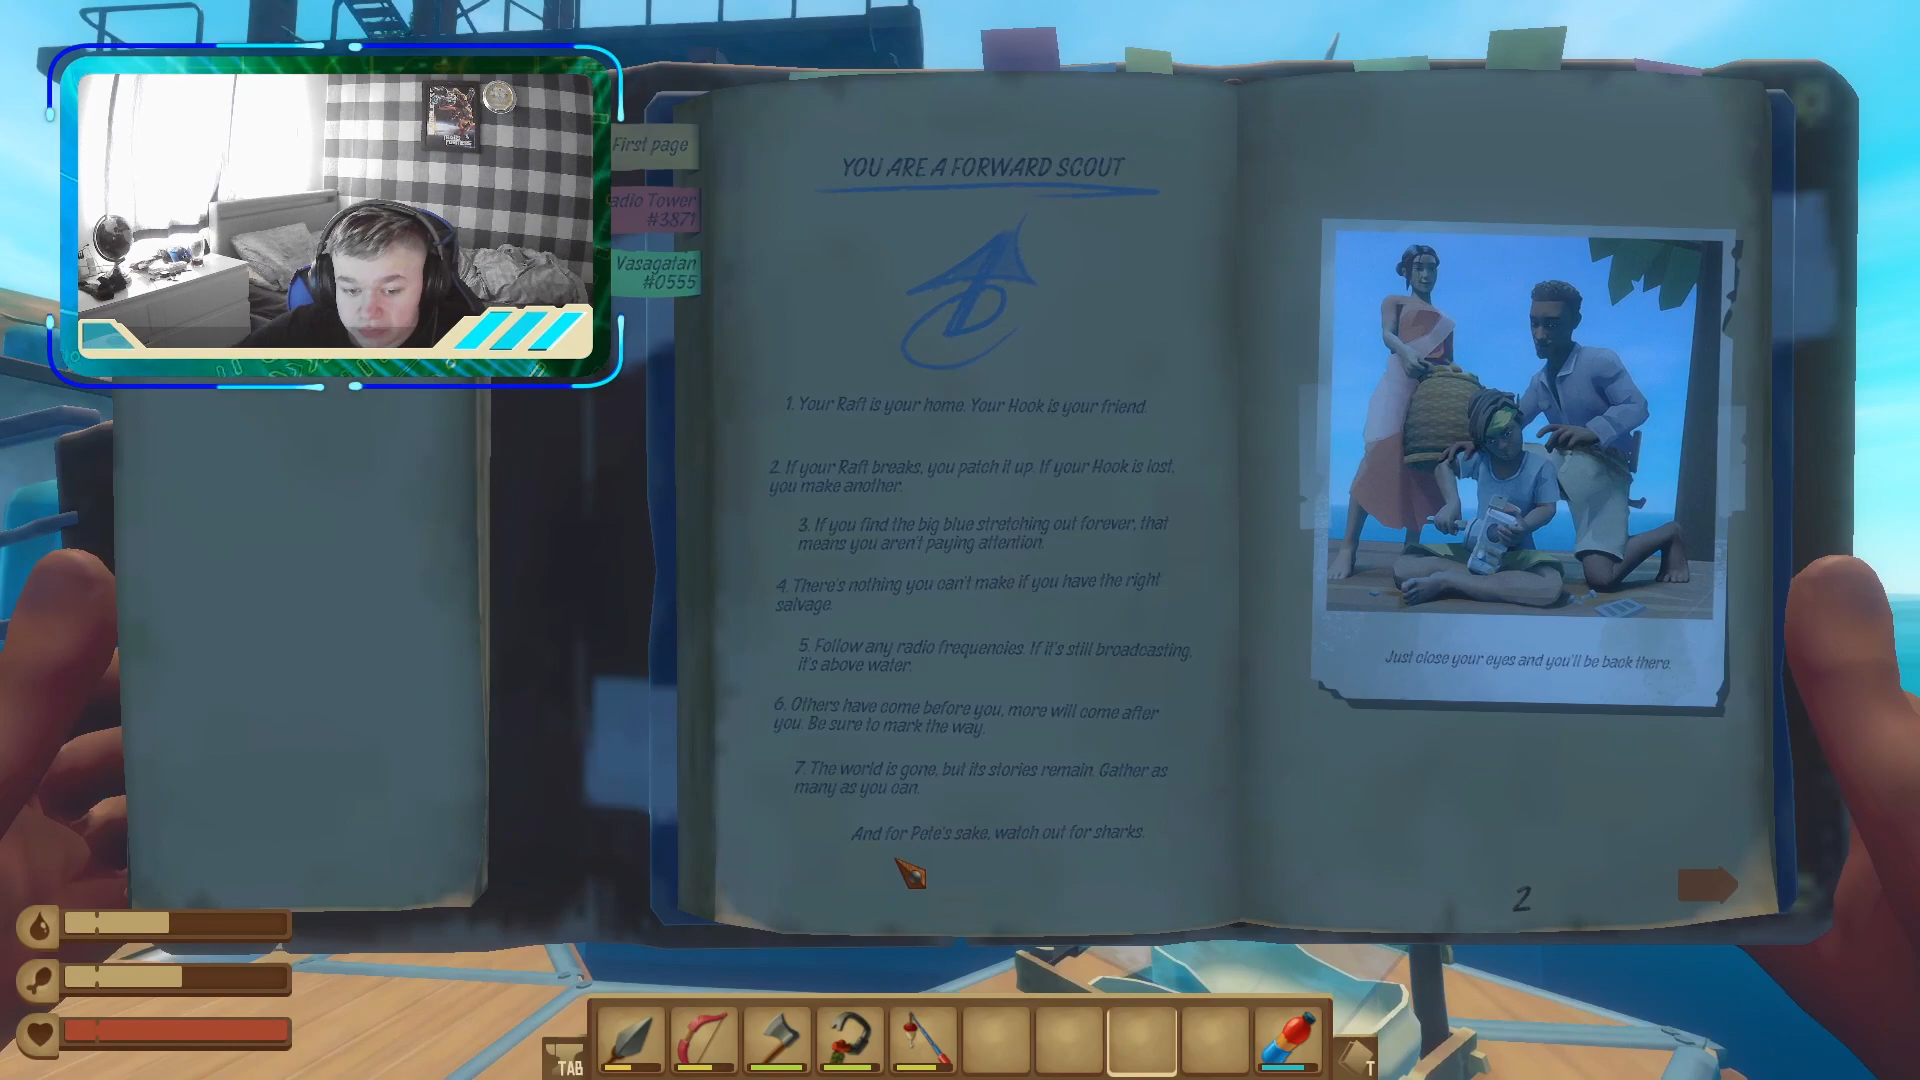 First page
adio Tower
#3871
Vasagatan
#0555
YOU ARE A FORWARD SCOUT
1. Your Raft is your home. Your Hook is your friend.
2. If your Raft breaks, you patch it up. If your Hook is lost,
you make another.
3. If you find the big blue stretching out forever, that
means you aren't paying attention.
4. There's nothing you can't make if you have the right
salvage.
5. Follow any radio frequencies. If it's still broadcasting,
it's above water.
6. Others have come before you, more will come after
you. Be sure to mark the way.
7. The world is gone, but its stories remain. Gather as
many as you can.
And for Pete's sake, watch out for sharks.
Just close your eyes and you'll be back there.
2
TAB
T